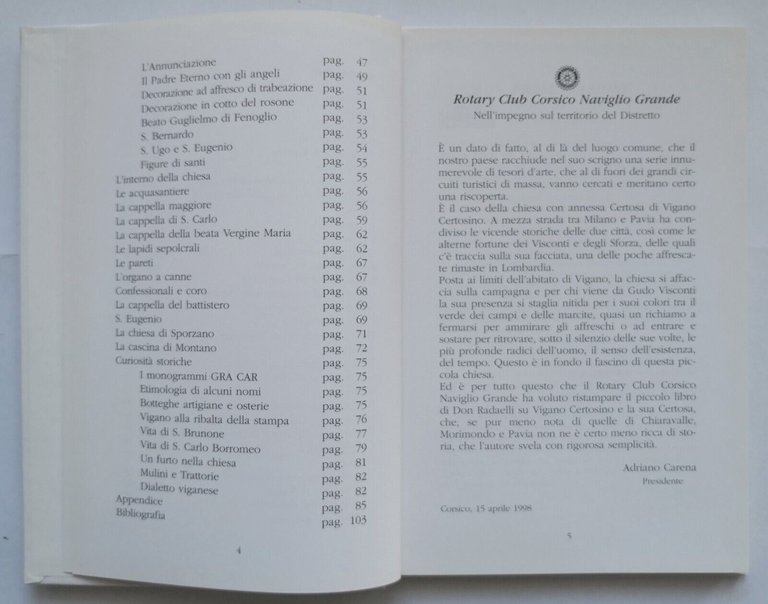 L'Annunciazione pag. 47
Il Padre Eterno con gli angeli pag. 49
Decorazione ad affresco di trabeazione pag. 51
Decorazione in cotto del rosone pag. 51
Beato Guglielmo di Fenoglio pag. 53
S. Bernardo pag. 53
S. Ugo e S. Eugenio pag. 54
Figure di santi pag. 55
L'interno della chiesa pag. 55
Le acquasantiere pag. 56
La cappella maggiore pag. 56
La cappella di S. Carlo pag. 59
La cappella della beata Vergine Maria pag. 62
Le lapidi sepolcrali pag. 62
Le pareti pag. 67
L'organo a canne pag. 67
Confessionali e coro pag. 68
La cappella del battistero pag. 69
S. Eugenio pag. 69
La chiesa di Sporzano pag. 71
La cascina di Montano pag. 72
Curiosità storiche pag. 75
I monogrammi GRA CAR pag. 75
Etimologia di alcuni nomi pag. 75
Botteghe artigiane e osterie pag. 75
Vigano alla ribalta della stampa pag. 76
Vita di S. Brunone pag. 77
Vita di S. Carlo Borromeo pag. 79
Un furto nella chiesa pag. 81
Mulini e Trattorie pag. 82
Dialetto viganese pag. 82
Appendice pag. 85
Bibliografia pag. 103
4
Rotary Club Corsico Naviglio Grande
Nell'impegno sul territorio del Distretto
È un dato di fatto, al di là del luogo comune, che il
nostro paese racchiude nel suo scrigno una serie innu-
merevole di tesori d'arte, che al di fuori dei grandi cir-
cuiti turistici di massa, vanno cercati e meritano certo
una riscoperta.
È il caso della chiesa con annessa Certosa di Vigano
Certosino. A mezza strada tra Milano e Pavia ha con-
diviso le vicende storiche delle due città, così come le
alterne fortune dei Visconti e degli Sforza, delle quali
c'è traccia sulla sua facciata, una delle poche affresca-
te rimaste in Lombardia.
Posta ai limiti dell'abitato di Vigano, la chiesa si affac-
cia sulla campagna e per chi viene da Gudo Visconti
la sua presenza si staglia nitida per i suoi colori tra il
verde dei campi e delle marcite, quasi un richiamo a
fermarsi per ammirare gli affreschi o ad entrare e
sostare per ritrovare, sotto il silenzio delle sue volte, le
più profonde radici dell'uomo, il senso dell'esistenza,
del tempo. Questo è in fondo il fascino di questa pic-
cola chiesa.
Ed è per tutto questo che il Rotary Club Corsico
Naviglio Grande ha voluto ristampare il piccolo libro
di Don Radaelli su Vigano Certosino e la sua Certosa,
che, se pur meno nota di quelle di Chiaravalle,
Morimondo e Pavia non ne è certo meno ricca di sto-
ria, che l'autore svela con rigorosa semplicità.
Adriano Carena
Presidente
Corsico, 15 aprile 1998
5